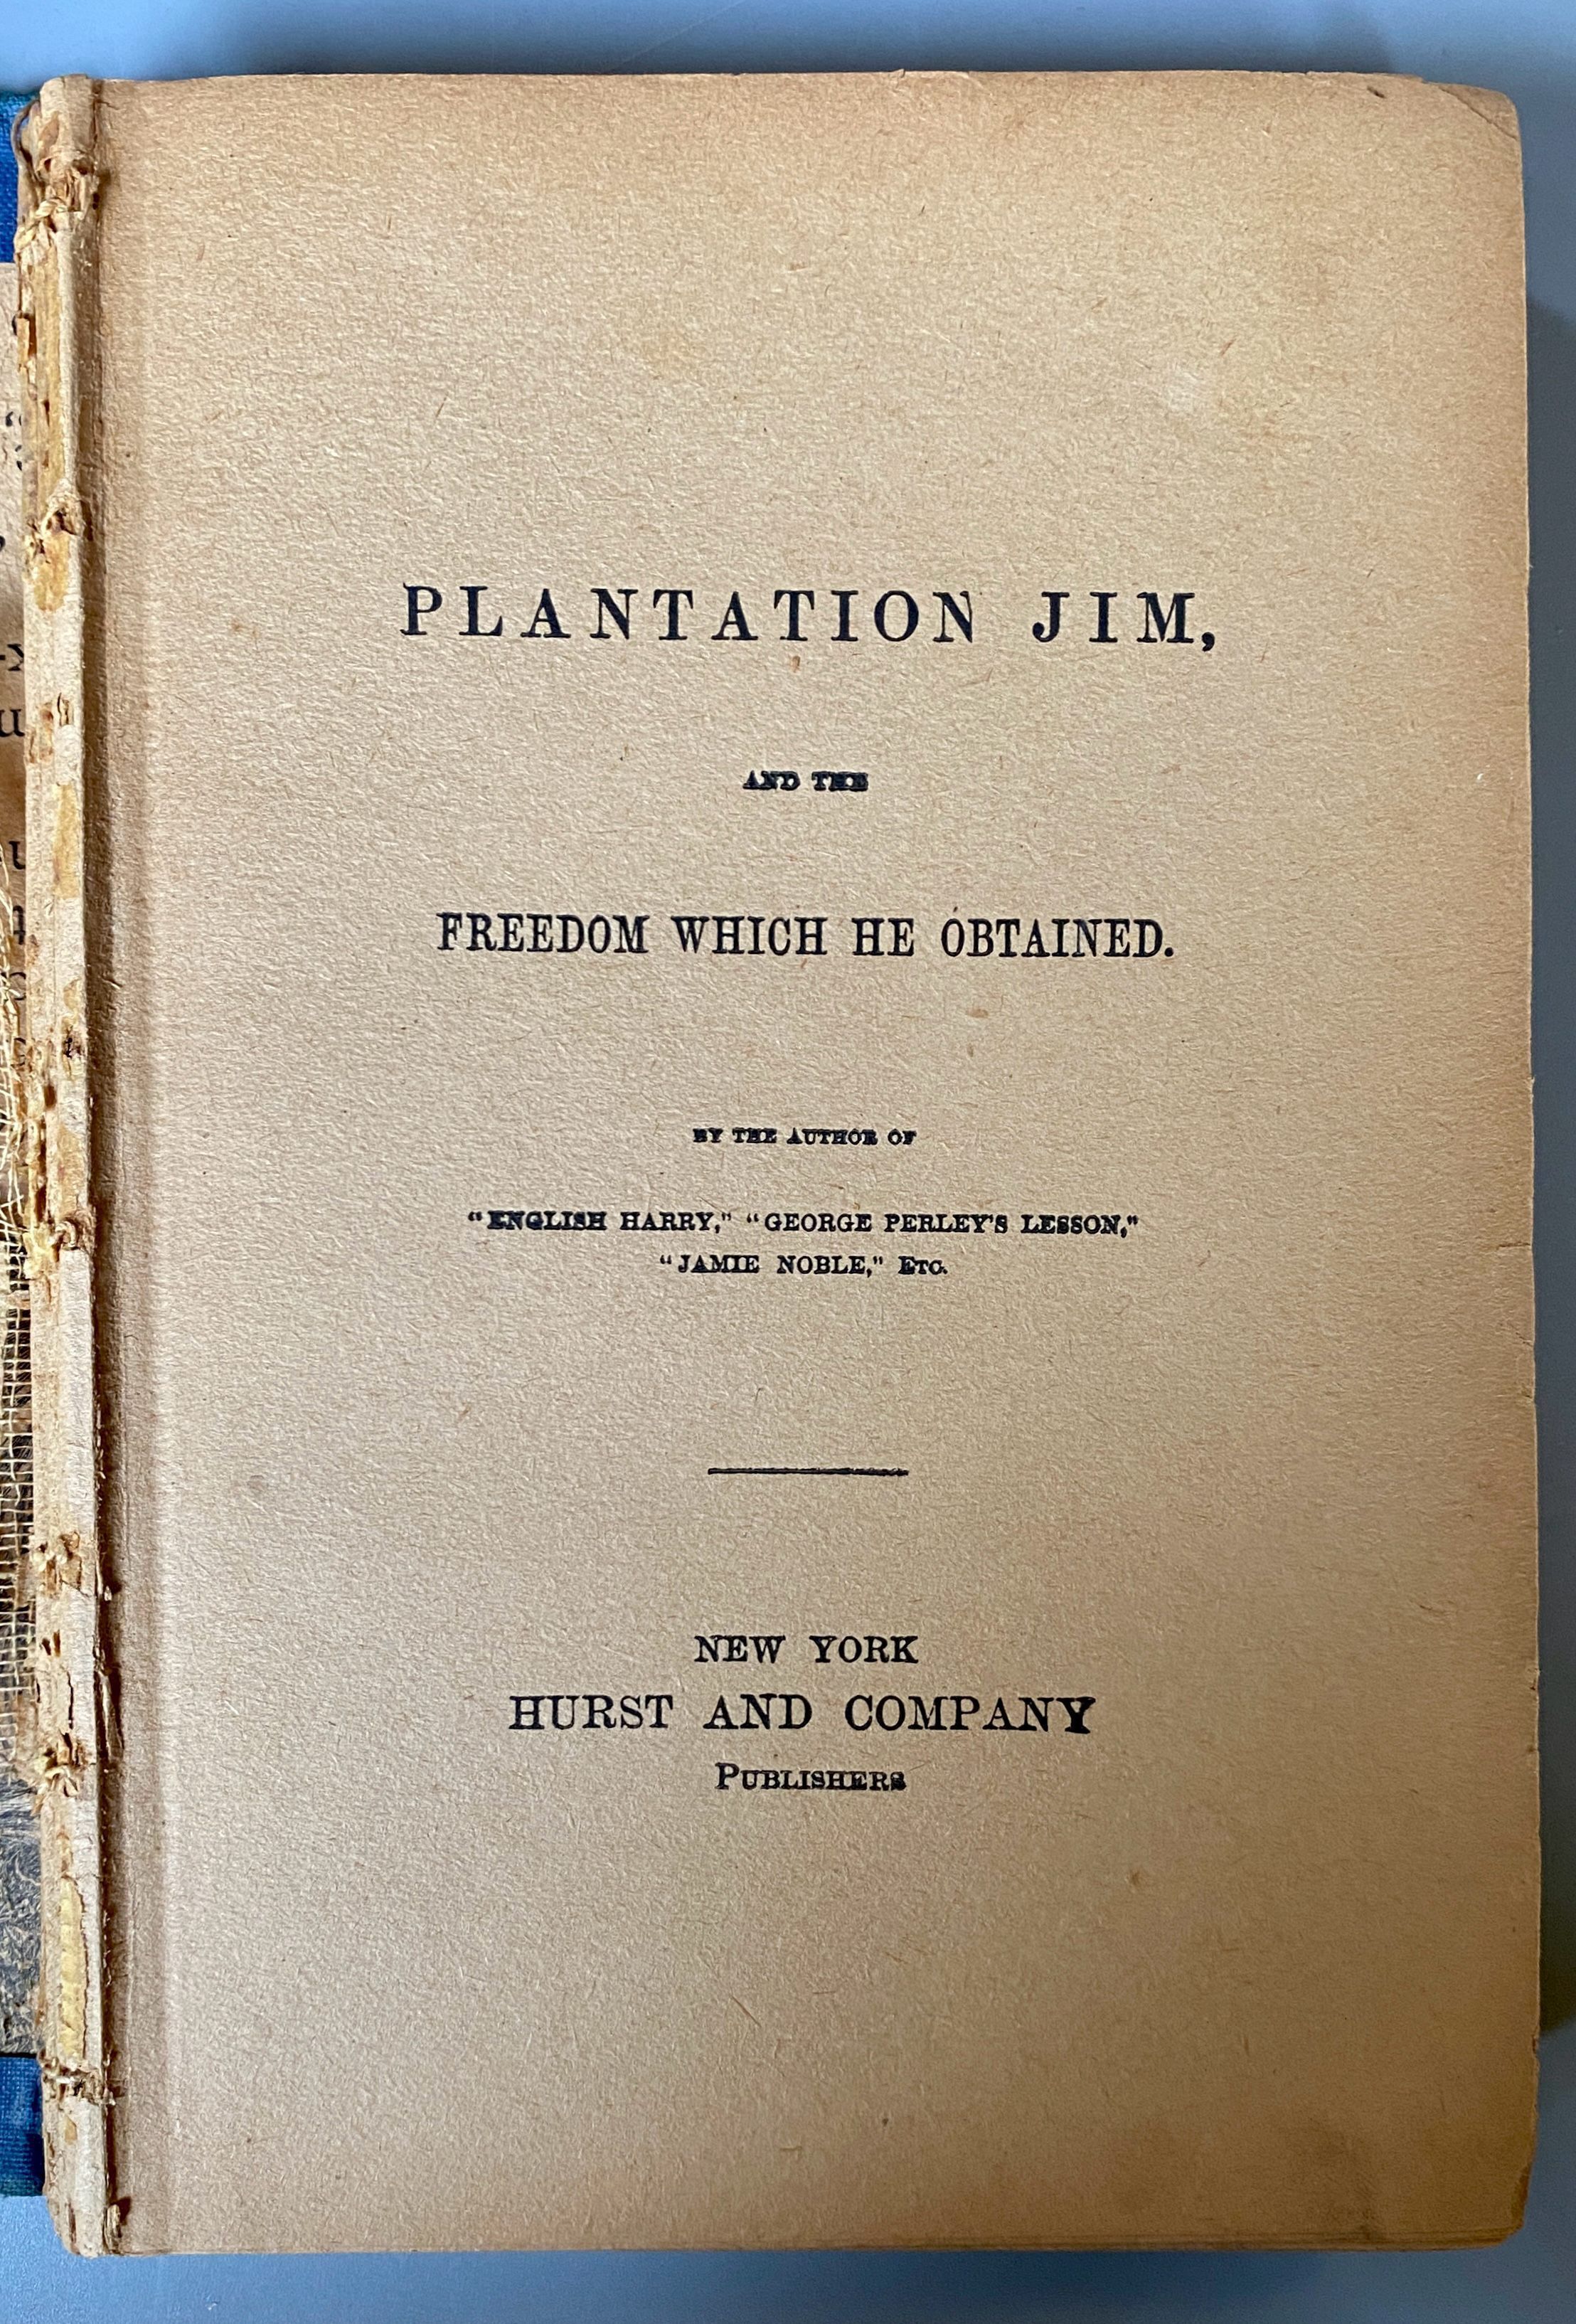 PLANTATION JIM,
AND THE
FREEDOM WHICH HE OBTAINED.
BY THE AUTHOR OF
"ENGLISH HARRY," "GEORGE PERLEY'S LESSON,"
"JAMIE NOBLE," ETC.
NEW YORK
HURST AND COMPANY
PUBLISHERS